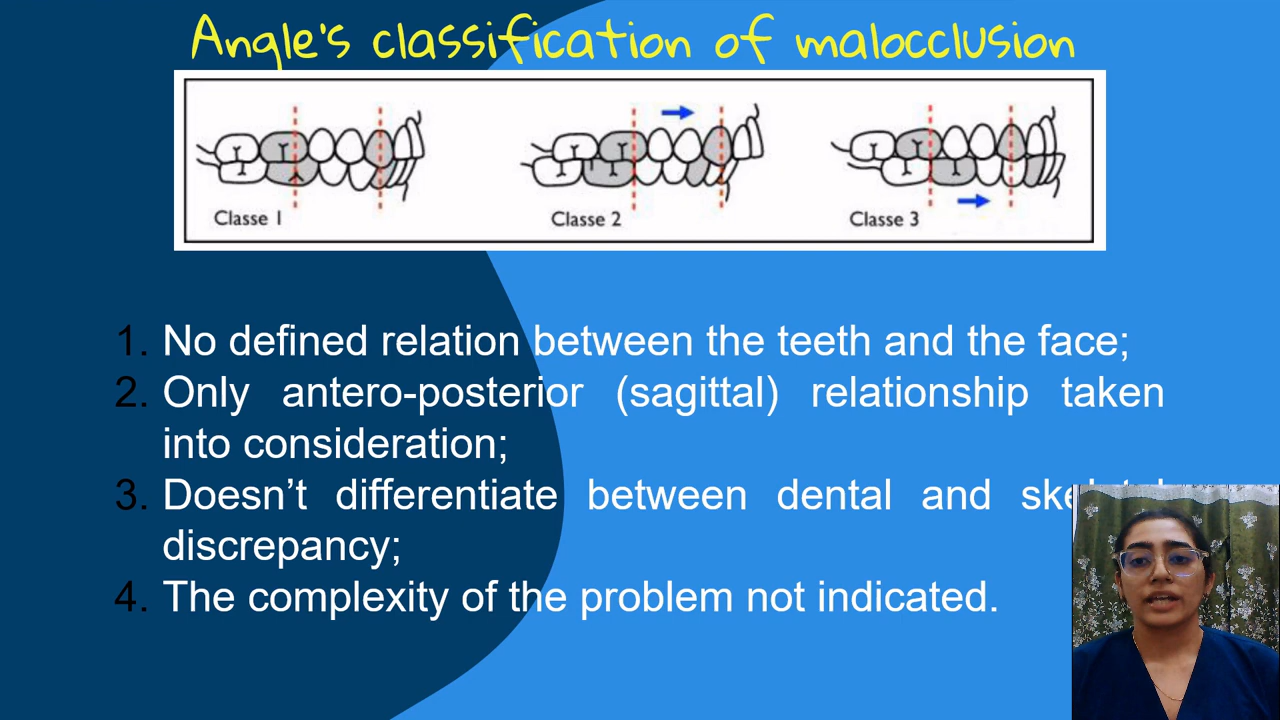 Angle's classification of malocclusion
Classe 1
Classe 2
Classe 3
1. No defined relation between the teeth and the face;
2. Only antero-posterior (sagittal) relationship taken
into consideration;
3. Doesn’t differentiate between dental and
discrepancy;
4. The complexity of the problem not indicated.